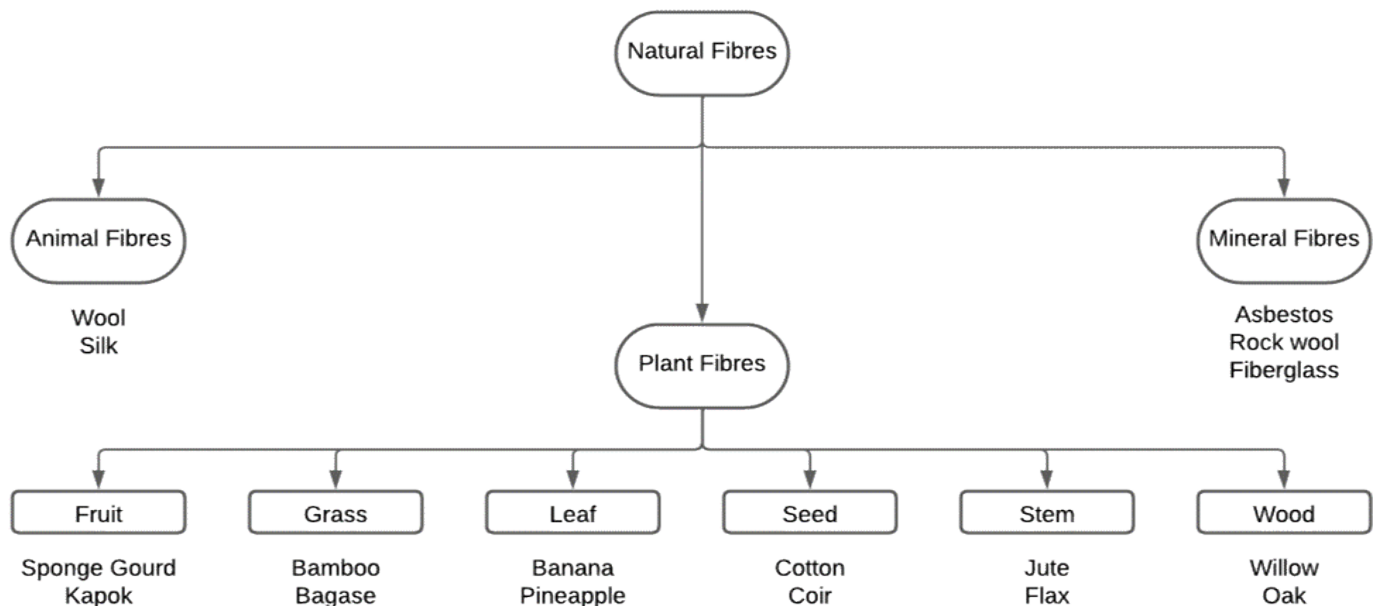 Natural Fibres
Animal Fibres
Mineral Fibres
Wool
Silk
Asbestos
Rock wool
Fiberglass
Plant Fibres
Fruit
Grass
Leaf
Seed
Stem
Wood
Sponge Gourd
Kapok
Bamboo
Bagase
Banana
Pineapple
Cotton
Coir
Jute
Flax
Willow
Oak